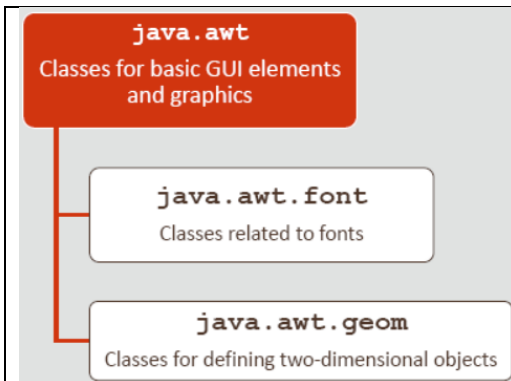 java.awt
Classes for basic GUI elements
and graphics
java.awt.font
Classes related to fonts
java.awt.geom
Classes for defining two-dimensional objects